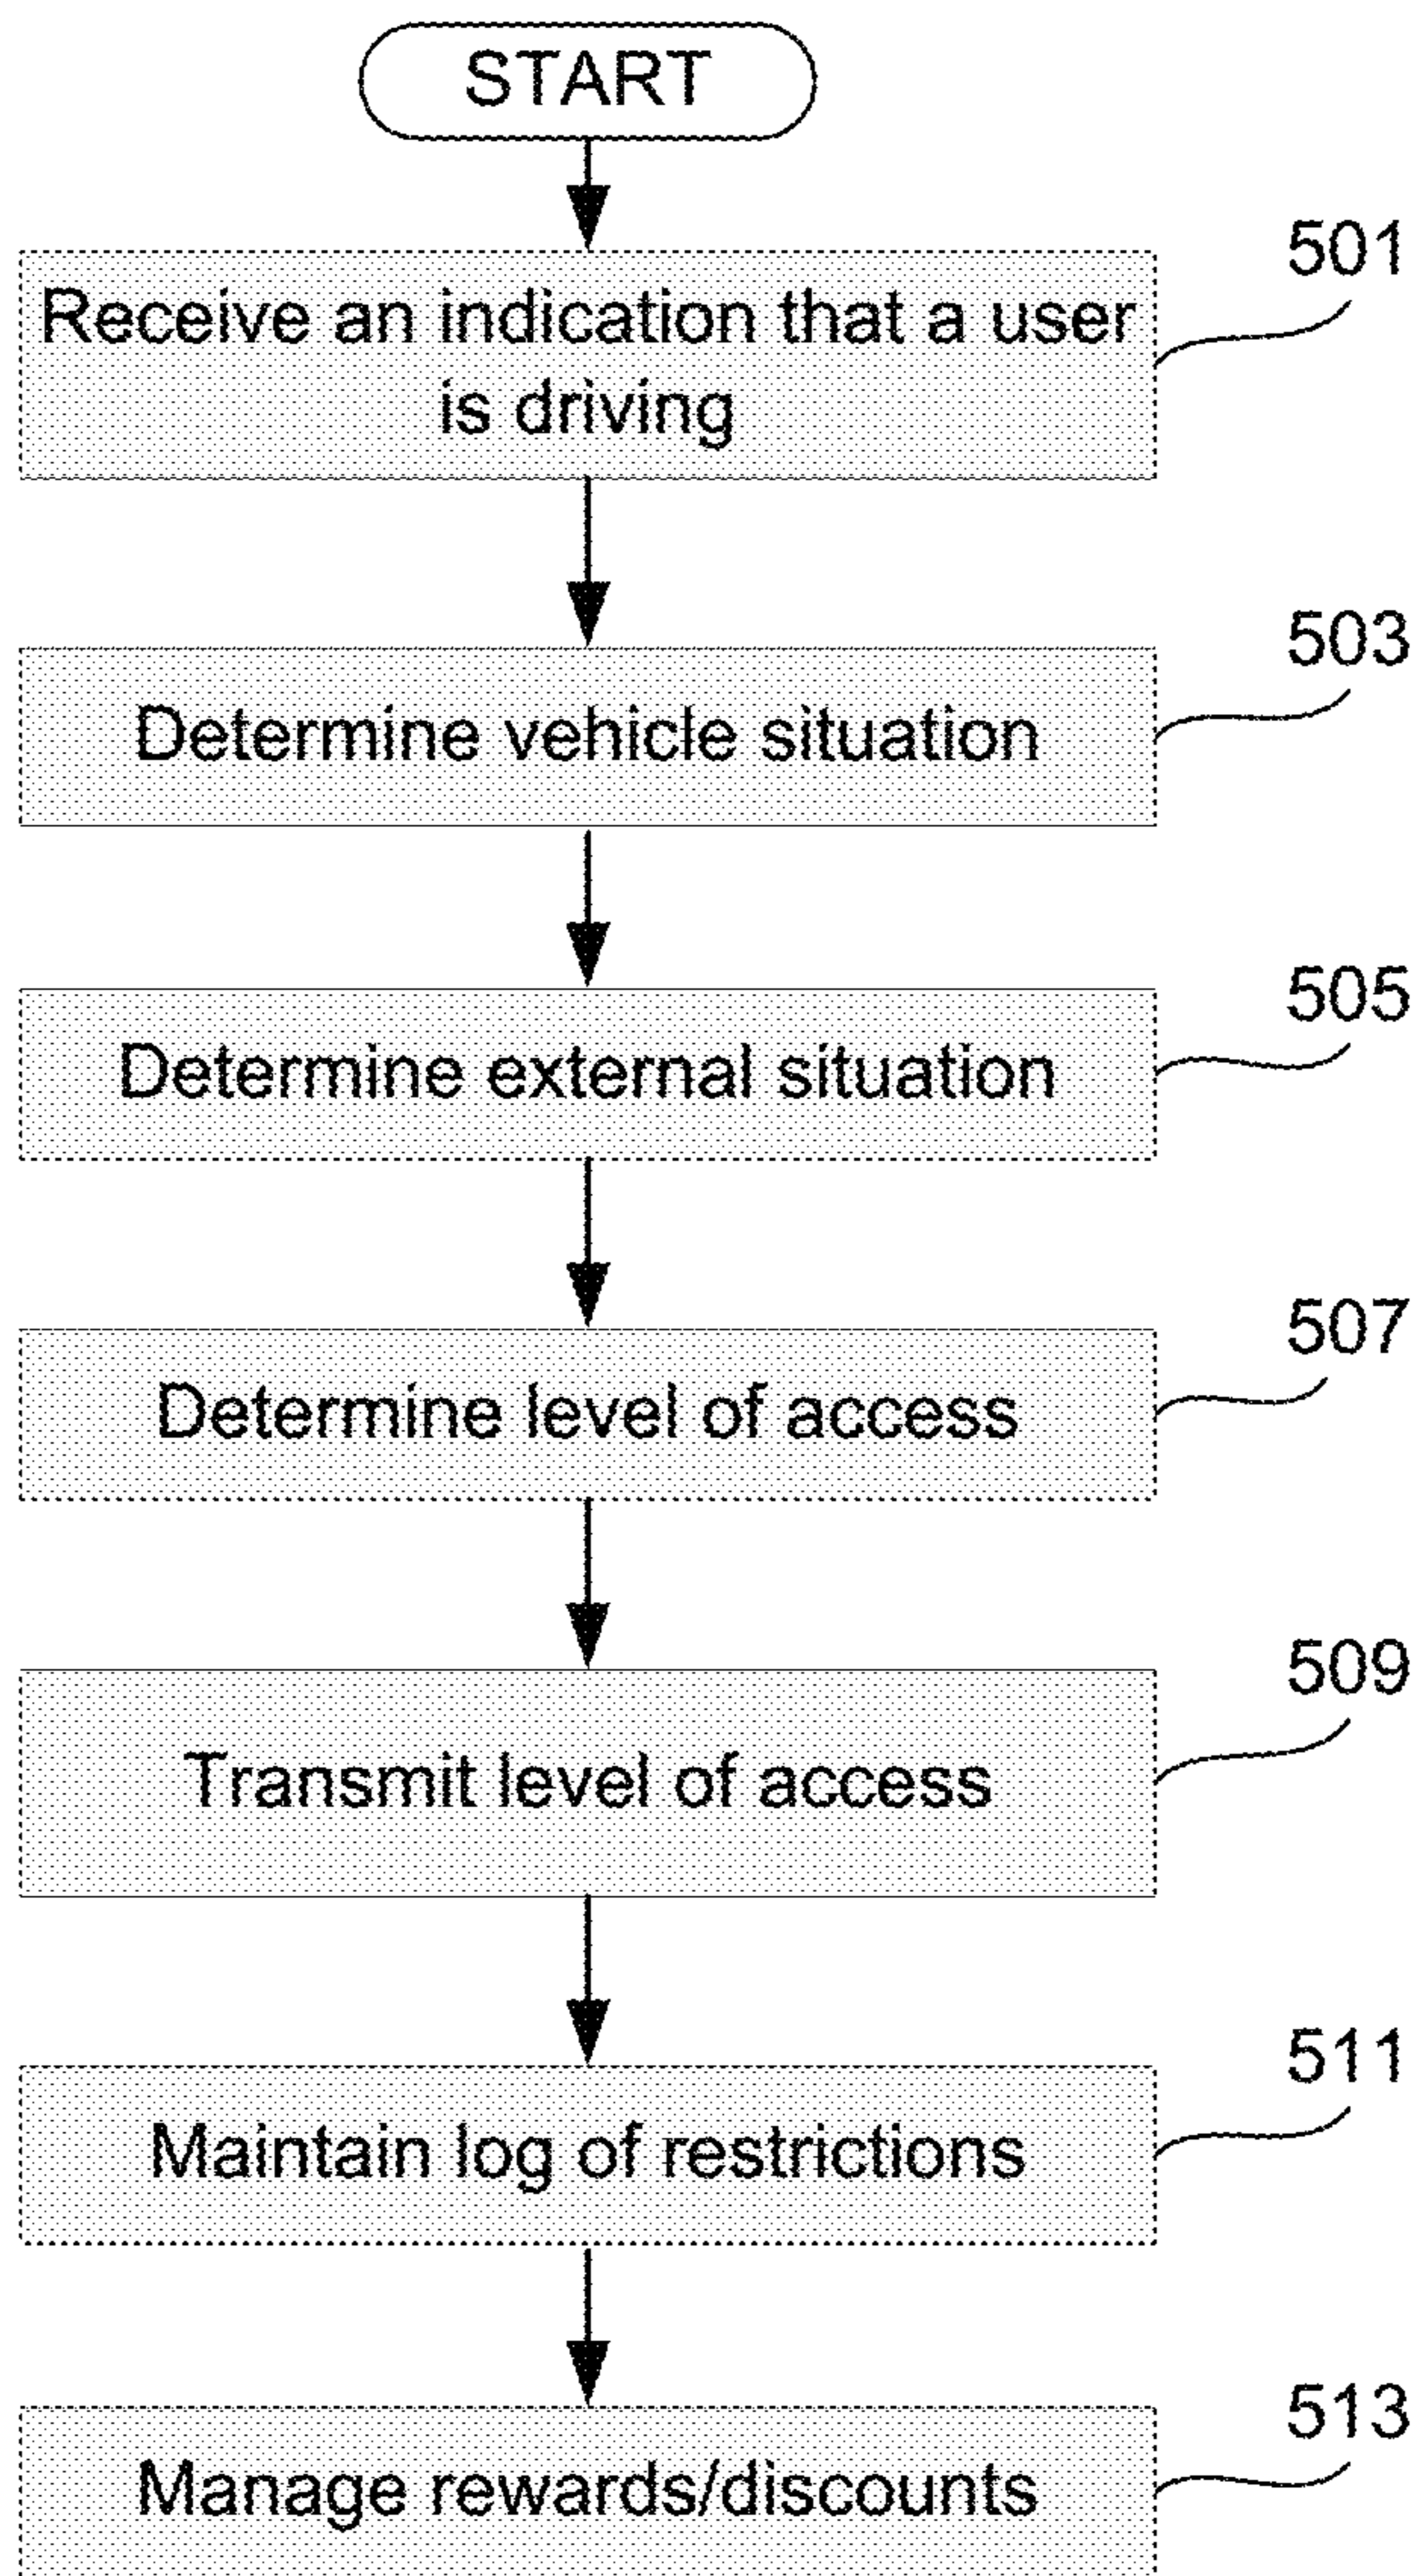 START
501
Receive an indication that a user
is driving
503
Determine vehicle situation
505
Determine external situation
507
Determine level of access
509
Transmit level of access
511
Maintain log of restrictions
513
Manage rewards/discounts